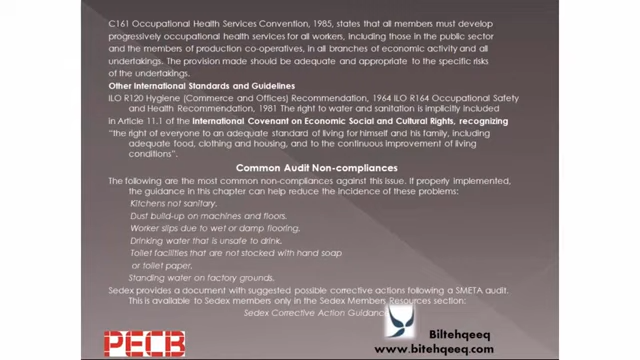 C161 Occupational Health Services Convention, 1985, states that all members must develop
progressively occupational health services for all workers, including those in the public sector
and the members of production co-operatives, in all branches of economic activity and all
undertakings. The provision made should be adequate and appropriate to the specific risks
of the undertakings.
Other International Standards and Guidelines
ILO R120 Hygiene (Commerce and Offices) Recommendation, 1964 ILO R164 Occupational Safety
and Health Recommendation, 1981 The right to water and sanitation is implicitly included
in Article 11.1 of the International Covenant on Economic Social and Cultural Rights, recognizing
"the right of everyone to an adequate standard of living for himself and his family, including
adequate food, clothing and housing, and to the continuous improvement of living
conditions".
Common Audit Non-compliances
The following are the most common non-compliances against this issue. If properly implemented,
the guidance in this chapter can help reduce the incidence of these problems:
Kitchens not sanitary.
Dust build-up on machines and floors.
Worker slips due to wet or damp flooring.
Drinking water that is unsafe to drink.
Toilet facilities that are not stocked with hand soap
or toilet paper.
Standing water on factory grounds.
Sedex provides a document with suggested possible corrective actions following a SMETA audit.
This is available to Sedex members only in the Sedex Members Resources section:
Sedex Corrective Action Guidance
PECB
Biltehqeeq
www.bitehqeeq.com